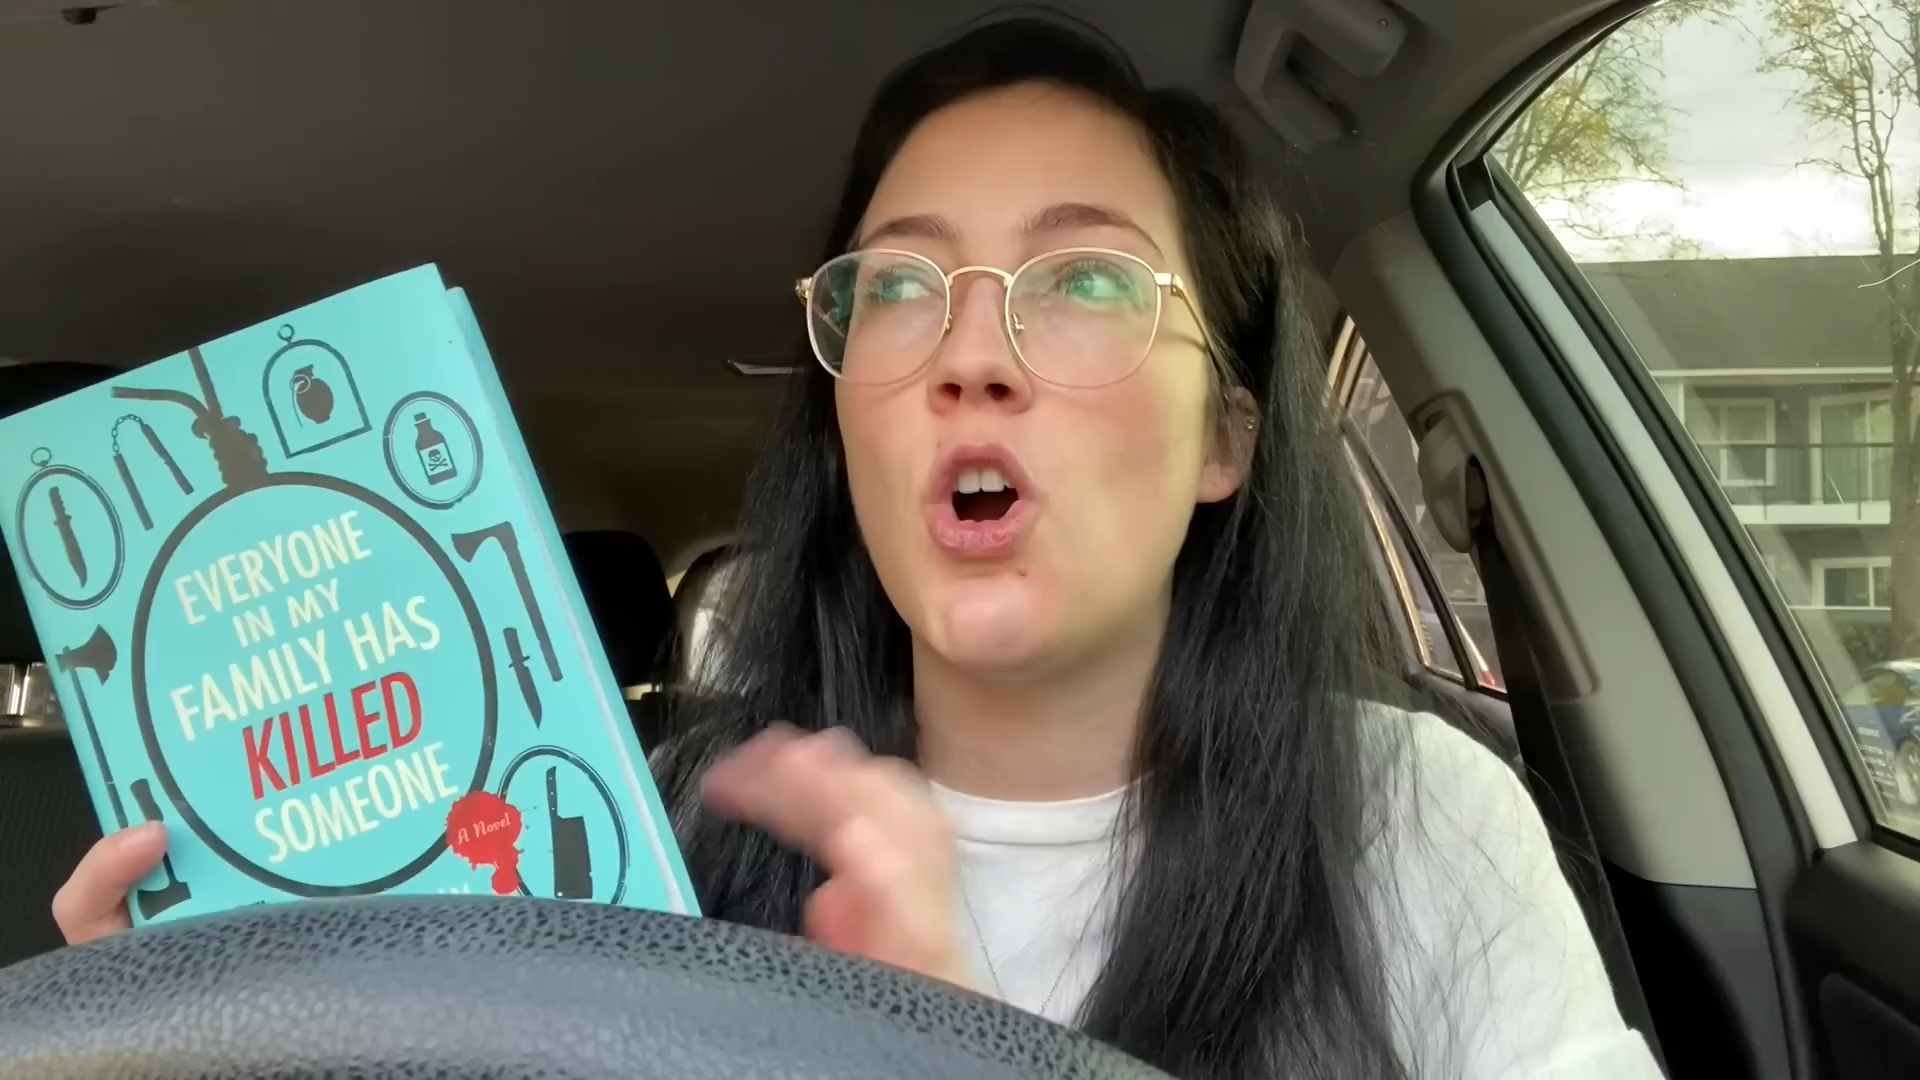 EVERYONE
IN MY
FAMILY HAS
KILLED
SOMEONE
A Novel